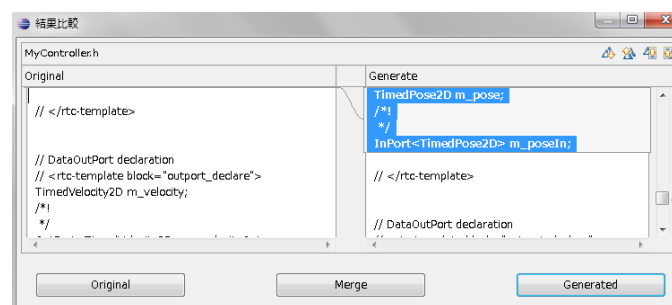 結果比較
MyController.h
Original
Generate
// </rtc-template>
// DataOutPort declaration
// <rtc-template block="outport_declare">
TimedVelocity2D m_velocity;
/*!
*/
TimedPose2D m_pose;
/*!
*/
InPort<TimedPose2D> m_poseIn;
// </rtc-template>
// DataOutPort declaration
Original
Merge
Generated